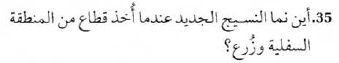 35. أين نما النسيج الجديد عندما أُخذ قطاع من المنطقة
السفلية وزُرع؟